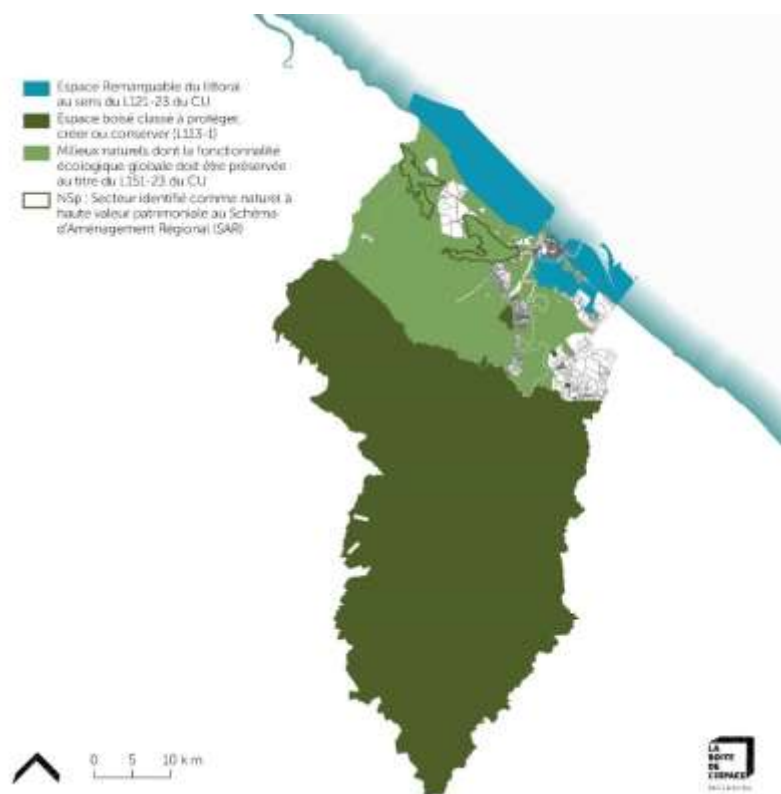 Espace Remarquable du littoral
au sens du L121-23 du CU
Espace boisé classé à protéger,
créer ou conserver (L113-1)
Milieux naturels dont la fonctionnalité
écologique globale doit être préservée
au titre du L151-23 du CU
NSp : Secteur identifié comme naturel à
haute valeur patrimoniale au Schéma
d'Aménagement Régional (SAR)
0 5 10 km
LA
BOITE
DE
L'ESPACE